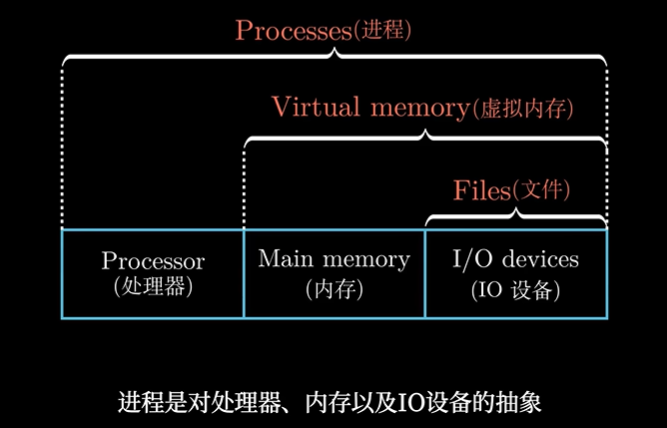 Processes(进程)
Virtual memory(虚拟内存)
Files(文件)
Processor
(处理器)
Main memory
(内存)
I/O devices
(IO 设备)
进程是对处理器、内存以及IO设备的抽象